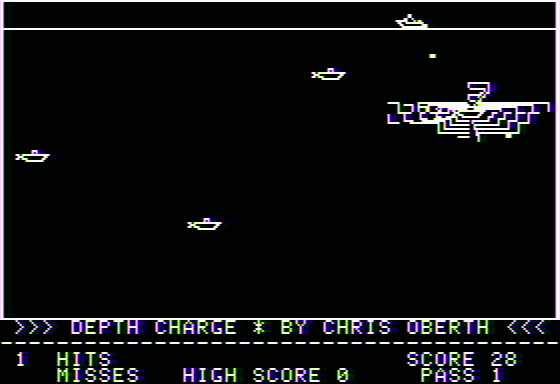 >>> DEPTH CHARGE * BY CHRIS OBERTH <<<
1 HITS SCORE 28
MISSES HIGH SCORE 0 PASS 1